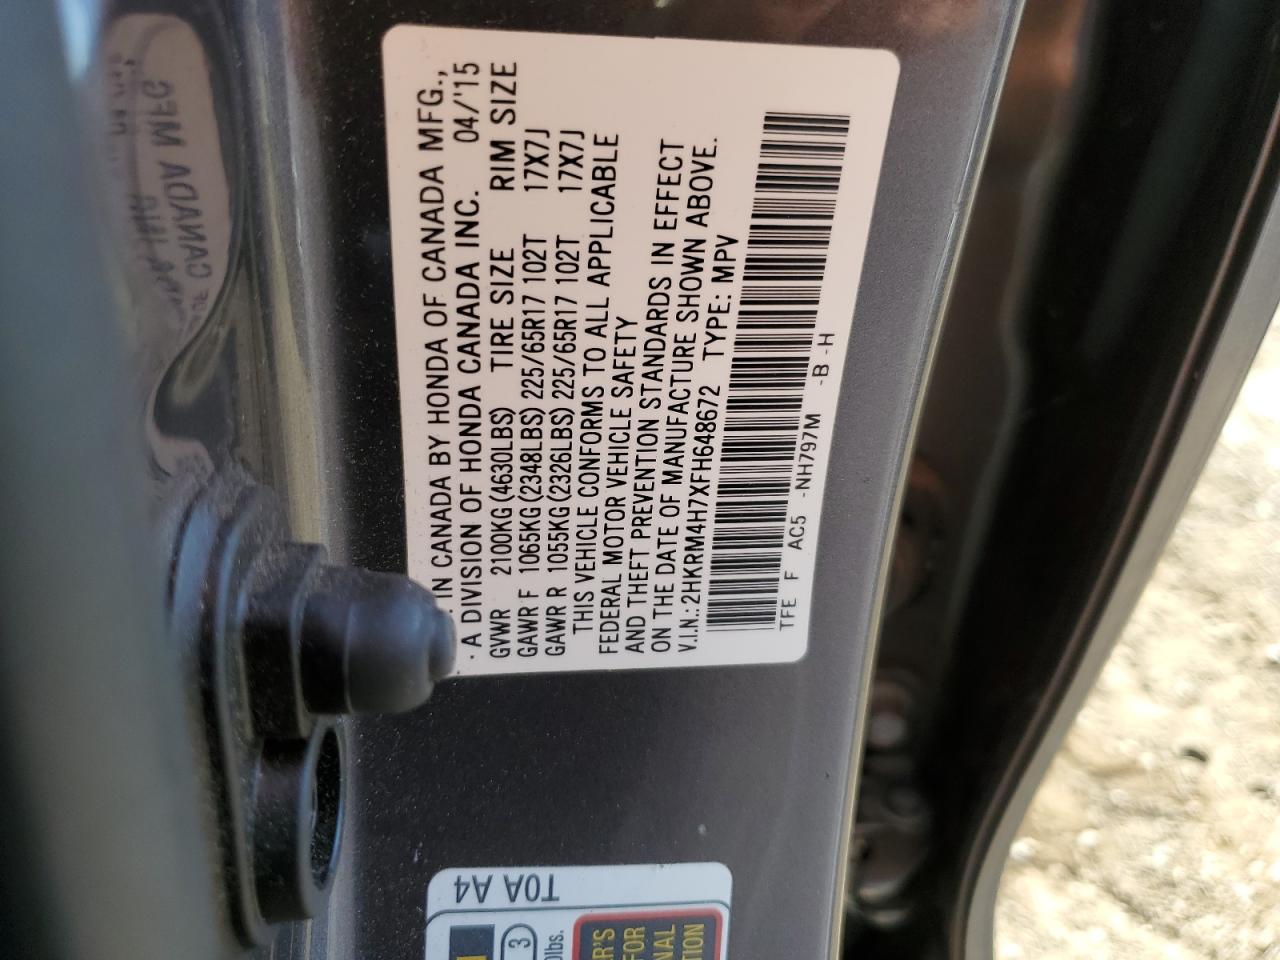 IN CANADA BY HONDA OF CANADA MFG.,
A DIVISION OF HONDA CANADA INC. 04/'15
GVWR 2100KG (4630LBS) TIRE SIZE RIM SIZE
GAWR F 1065KG (2348LBS) 225/65R17 102T 17X7J
GAWR R 1055KG (2326LBS) 225/65R17 102T 17X7J
THIS VEHICLE CONFORMS TO ALL APPLICABLE
FEDERAL MOTOR VEHICLE SAFETY
AND THEFT PREVENTION STANDARDS IN EFFECT
ON THE DATE OF MANUFACTURE SHOWN ABOVE.
V.I.N.: 2HKRM4H7XFH648672 TYPE: MPV
TFE F AC5 -NH797M -B -H
T0A A4
3
lbs.
FOR